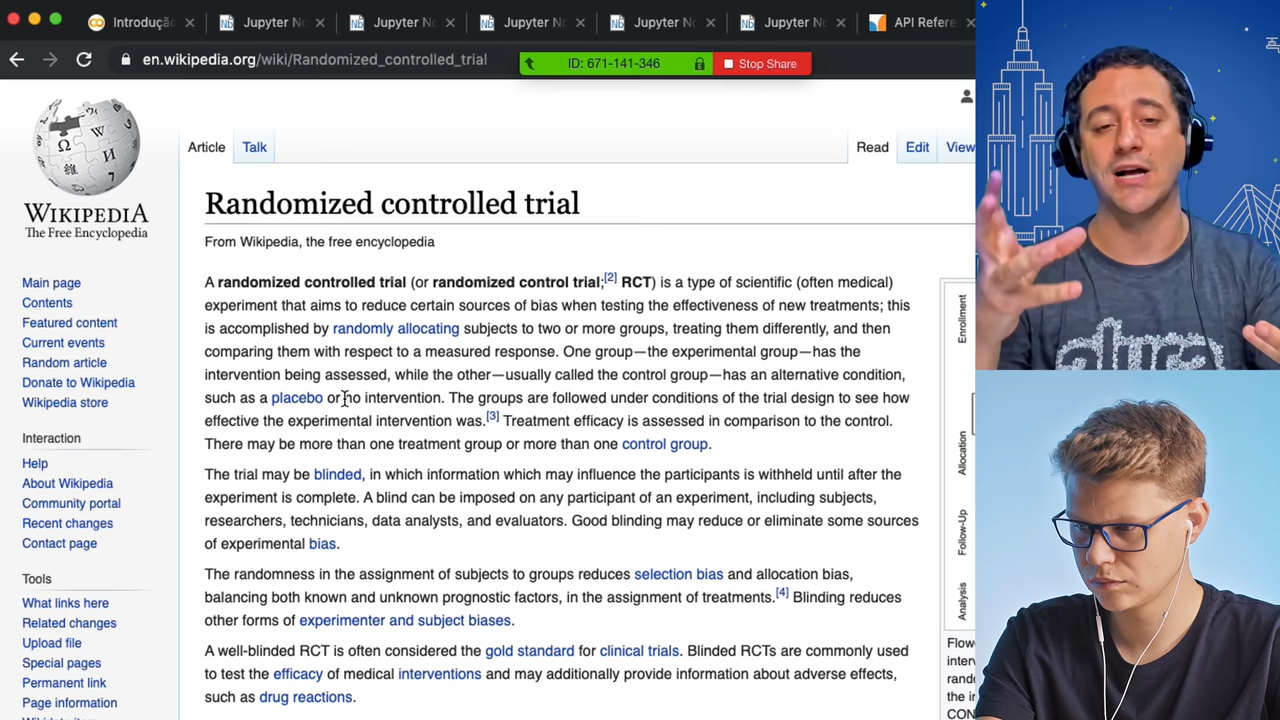 Introdução
Jupyter No
Jupyter No
Jupyter No
Jupyter No
Jupyter No
API Refere
en.wikipedia.org/wiki/Randomized_controlled_trial
ID: 671-141-346
Stop Share
WIKIPEDIA
The Free Encyclopedia
Main page
Contents
Featured content
Current events
Random article
Donate to Wikipedia
Wikipedia store
Interaction
Help
About Wikipedia
Community portal
Recent changes
Contact page
Tools
What links here
Related changes
Upload file
Special pages
Permanent link
Page information
Article
Talk
Read
Edit
View
Randomized controlled trial
From Wikipedia, the free encyclopedia
A randomized controlled trial (or randomized control trial;[2] RCT) is a type of scientific (often medical)
experiment that aims to reduce certain sources of bias when testing the effectiveness of new treatments; this
is accomplished by randomly allocating subjects to two or more groups, treating them differently, and then
comparing them with respect to a measured response. One group—the experimental group—has the
intervention being assessed, while the other—usually called the control group—has an alternative condition,
such as a placebo or no intervention. The groups are followed under conditions of the trial design to see how
effective the experimental intervention was.[3] Treatment efficacy is assessed in comparison to the control.
There may be more than one treatment group or more than one control group.
The trial may be blinded, in which information which may influence the participants is withheld until after the
experiment is complete. A blind can be imposed on any participant of an experiment, including subjects,
researchers, technicians, data analysts, and evaluators. Good blinding may reduce or eliminate some sources
of experimental bias.
The randomness in the assignment of subjects to groups reduces selection bias and allocation bias,
balancing both known and unknown prognostic factors, in the assignment of treatments.[4] Blinding reduces
other forms of experimenter and subject biases.
A well-blinded RCT is often considered the gold standard for clinical trials. Blinded RCTs are commonly used
to test the efficacy of medical interventions and may additionally provide information about adverse effects,
such as drug reactions.
Enrollment
Allocation
Follow-Up
Analysis
Flow
interv
rando
the in
CON